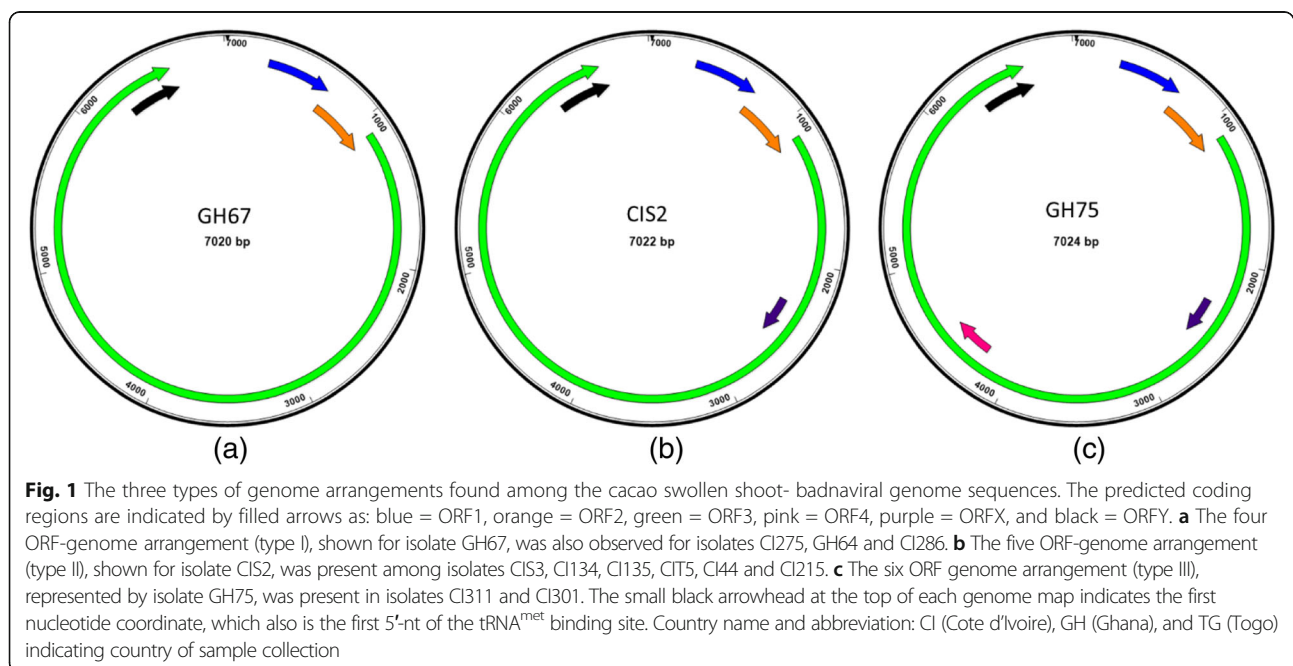 7000
1000
2000
3000
4000
5000
6000
GH67
7020 bp
(a)
7000
1000
2000
3000
4000
5000
6000
CIS2
7022 bp
(b)
7000
1000
2000
3000
4000
5000
6000
GH75
7024 bp
(c)
Fig. 1 The three types of genome arrangements found among the cacao swollen shoot- badnaviral genome sequences. The predicted coding
regions are indicated by filled arrows as: blue = ORF1, orange = ORF2, green = ORF3, pink = ORF4, purple = ORFX, and black = ORFY. a The four
ORF-genome arrangement (type I), shown for isolate GH67, was also observed for isolates CI275, GH64 and CI286. b The five ORF-genome arrangement
(type II), shown for isolate CIS2, was present among isolates CIS3, CI134, CI135, CIT5, CI44 and CI215. c The six ORF genome arrangement (type III),
represented by isolate GH75, was present in isolates CI311 and CI301. The small black arrowhead at the top of each genome map indicates the first
nucleotide coordinate, which also is the first 5′-nt of the tRNAmet binding site. Country name and abbreviation: CI (Cote d'Ivoire), GH (Ghana), and TG (Togo)
indicating country of sample collection